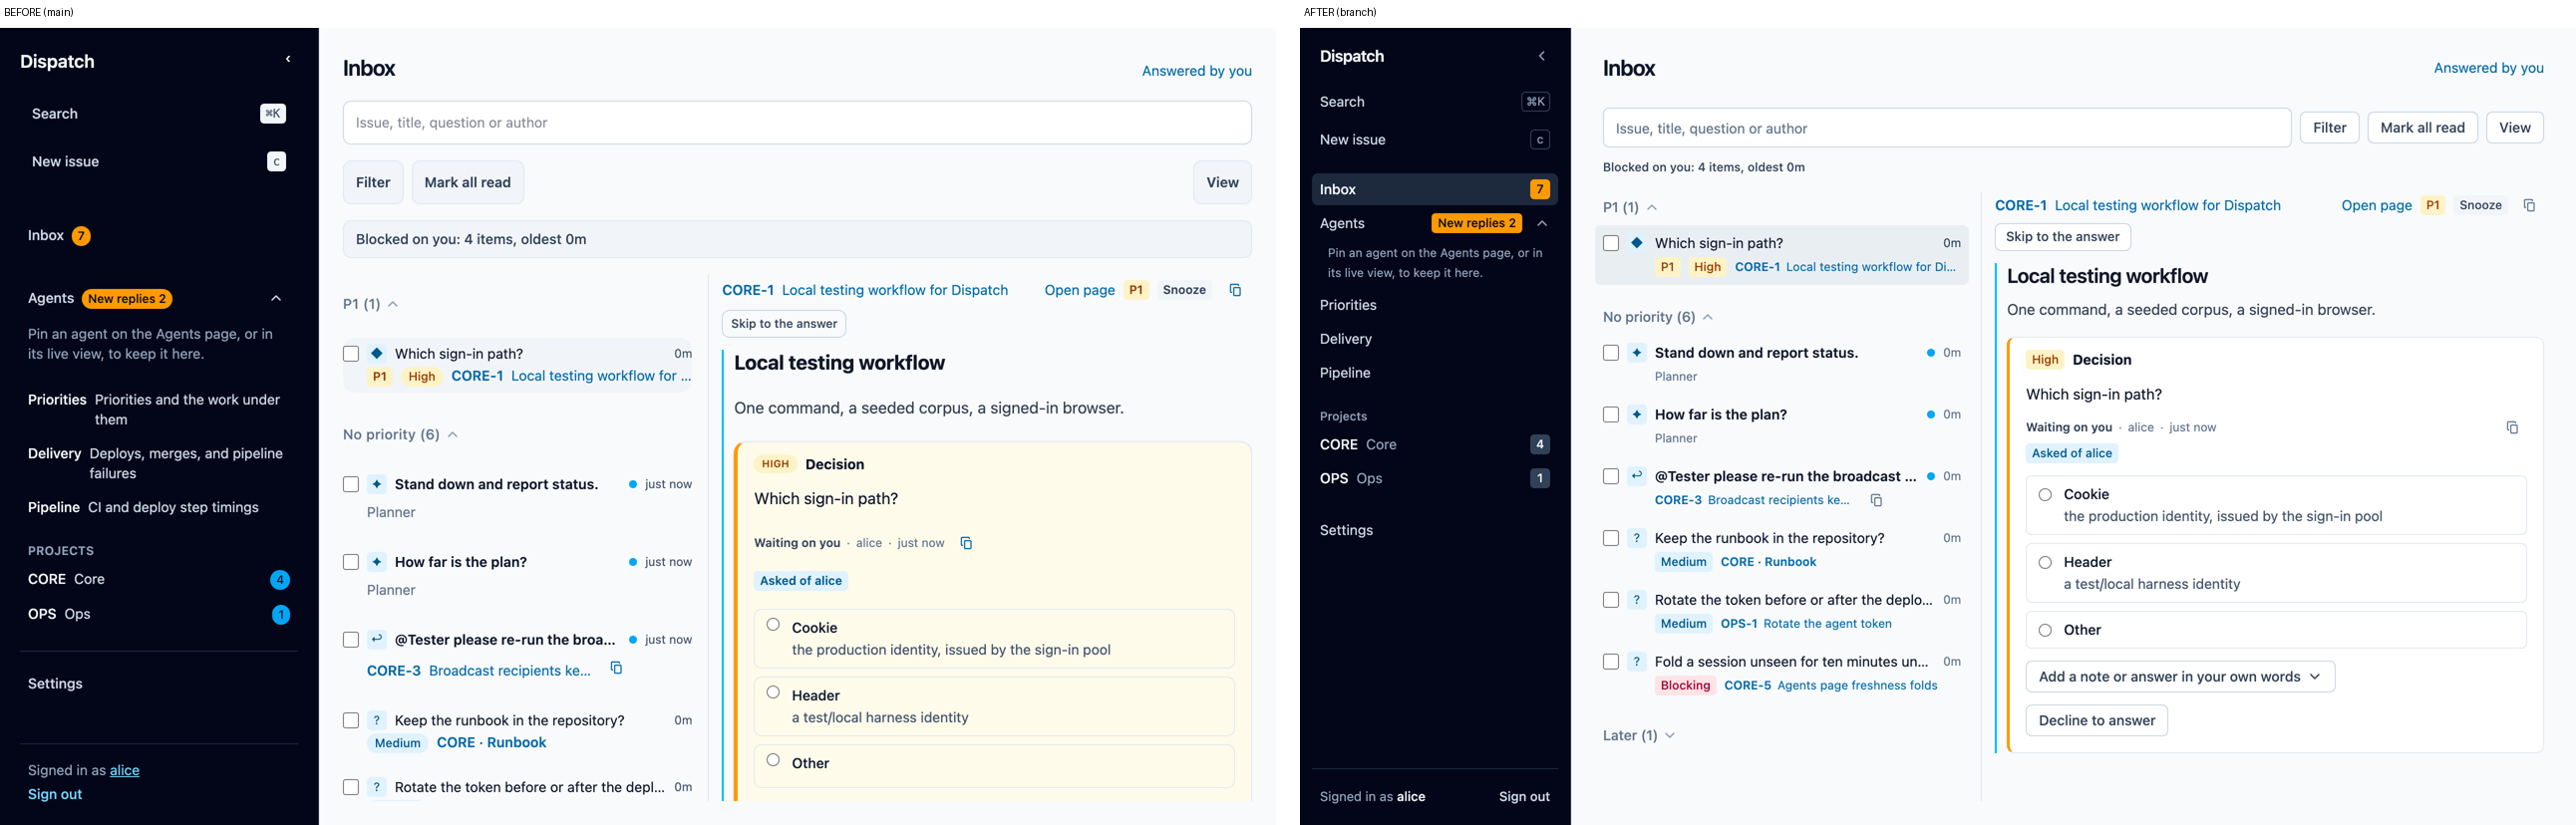 BEFORE (main)
Dispatch
Search ⌘K
New issue c
Inbox 7
Agents New replies 2
Pin an agent on the Agents page, or in
its live view, to keep it here.
Priorities Priorities and the work under
them
Delivery Deploys, merges, and pipeline
failures
Pipeline CI and deploy step timings
PROJECTS
CORE Core 4
OPS Ops 1
Settings
Signed in as alice
Sign out
Inbox
Answered by you
Issue, title, question or author
Filter Mark all read View
Blocked on you: 4 items, oldest 0m
P1 (1)
Which sign-in path? 0m
P1 High CORE-1 Local testing workflow for ...
No priority (6)
Stand down and report status. just now
Planner
How far is the plan? just now
Planner
@Tester please re-run the broa... just now
CORE-3 Broadcast recipients ke...
? Keep the runbook in the repository? 0m
Medium CORE · Runbook
? Rotate the token before or after the depl... 0m
CORE-1 Local testing workflow for Dispatch Open page P1 Snooze
Skip to the answer
Local testing workflow
One command, a seeded corpus, a signed-in browser.
HIGH Decision
Which sign-in path?
Waiting on you · alice · just now
Asked of alice
Cookie
the production identity, issued by the sign-in pool
Header
a test/local harness identity
Other
AFTER (branch)
Dispatch
Search ⌘K
New issue c
Inbox 7
Agents New replies 2
Pin an agent on the Agents page, or in
its live view, to keep it here.
Priorities
Delivery
Pipeline
Projects
CORE Core 4
OPS Ops 1
Settings
Signed in as alice Sign out
Inbox
Answered by you
Issue, title, question or author Filter Mark all read View
Blocked on you: 4 items, oldest 0m
P1 (1)
Which sign-in path? 0m
P1 High CORE-1 Local testing workflow for Di...
No priority (6)
Stand down and report status. 0m
Planner
How far is the plan? 0m
Planner
@Tester please re-run the broadcast ... 0m
CORE-3 Broadcast recipients ke...
? Keep the runbook in the repository? 0m
Medium CORE · Runbook
? Rotate the token before or after the deplo... 0m
Medium OPS-1 Rotate the agent token
? Fold a session unseen for ten minutes un... 0m
Blocking CORE-5 Agents page freshness folds
Later (1)
CORE-1 Local testing workflow for Dispatch Open page P1 Snooze
Skip to the answer
Local testing workflow
One command, a seeded corpus, a signed-in browser.
High Decision
Which sign-in path?
Waiting on you · alice · just now
Asked of alice
Cookie
the production identity, issued by the sign-in pool
Header
a test/local harness identity
Other
Add a note or answer in your own words
Decline to answer